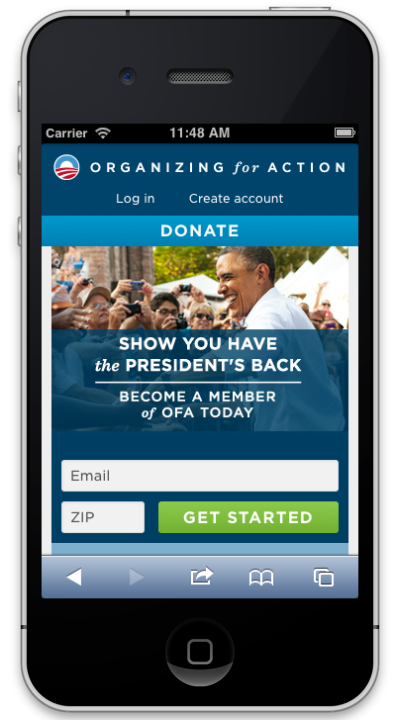 Carrier 11:48 AM
ORGANIZING for ACTION
Log in Create account
DONATE
SHOW YOU HAVE
the PRESIDENT'S BACK
BECOME A MEMBER
of OFA TODAY
Email
ZIP GET STARTED